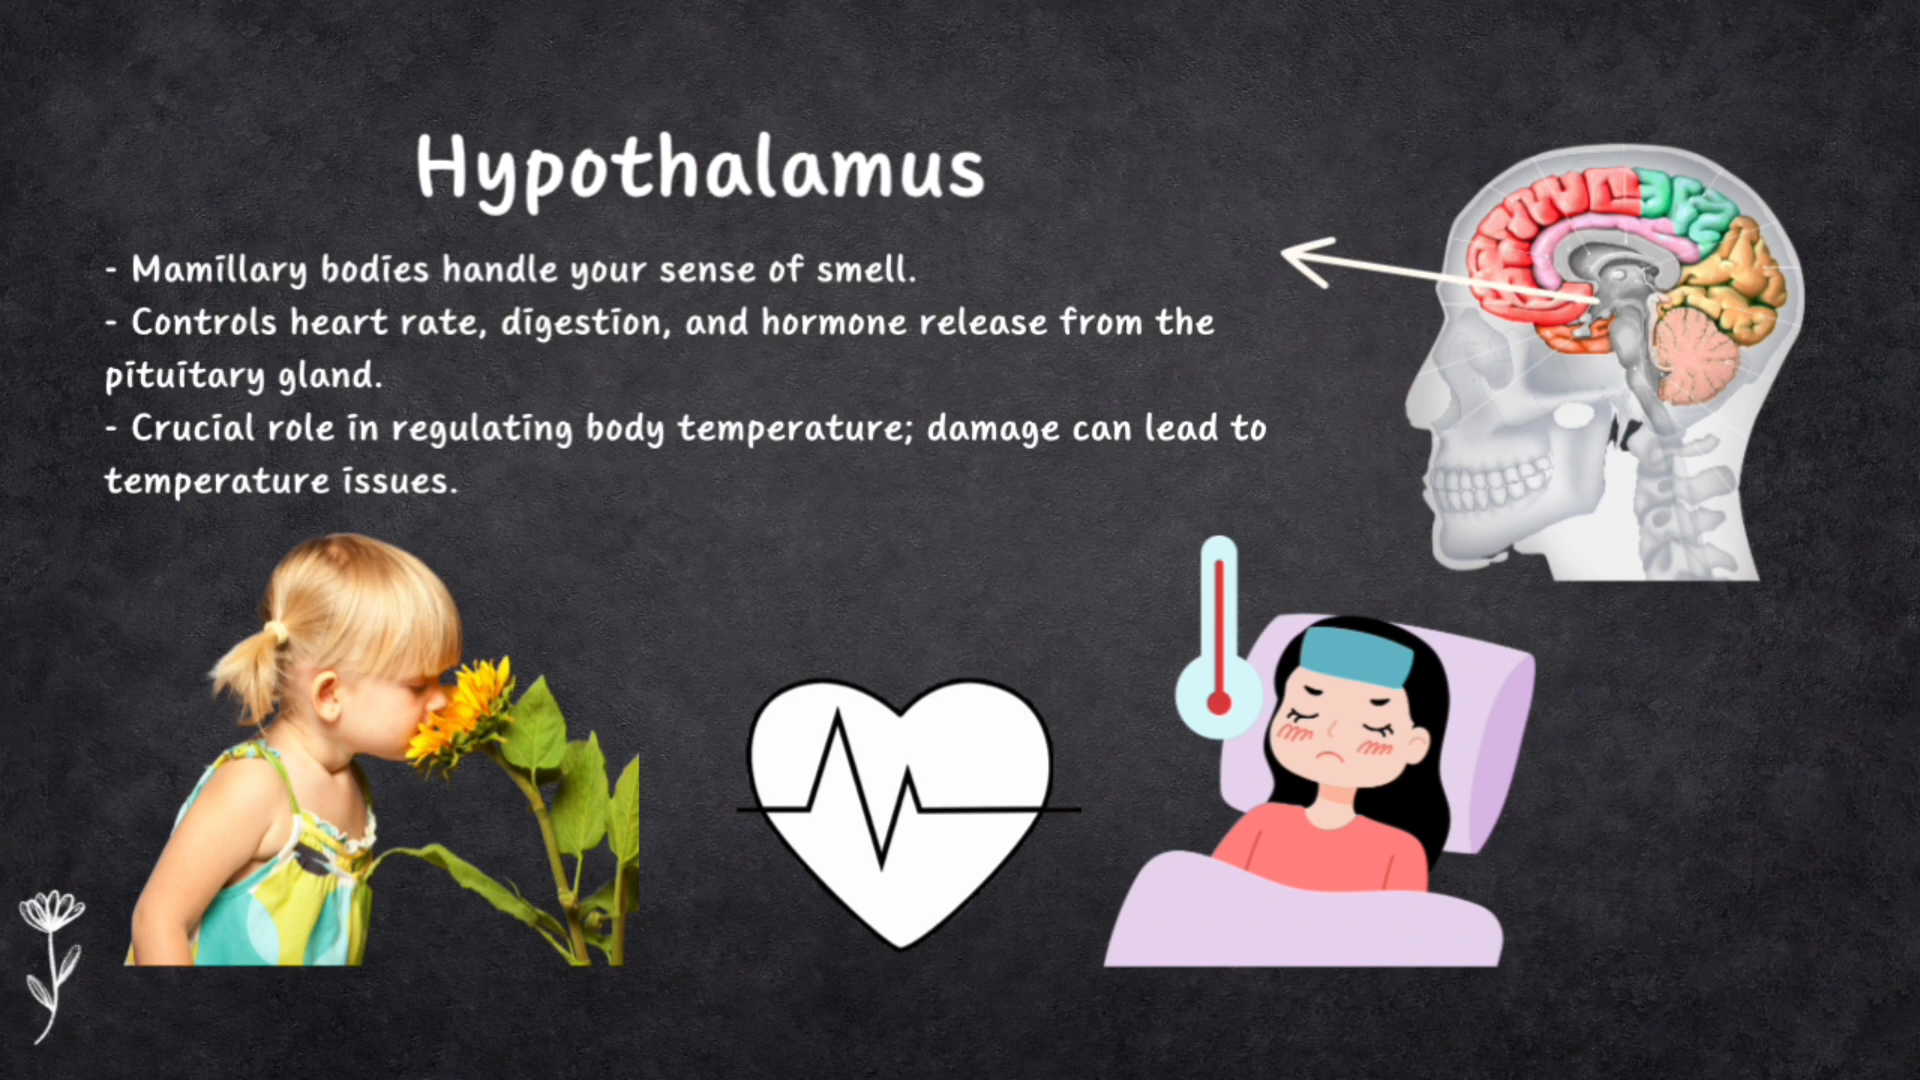 Hypothalamus
- Mamillary bodies handle your sense of smell.
- Controls heart rate, digestion, and hormone release from the
pituitary gland.
- Crucial role in regulating body temperature; damage can lead to
temperature issues.